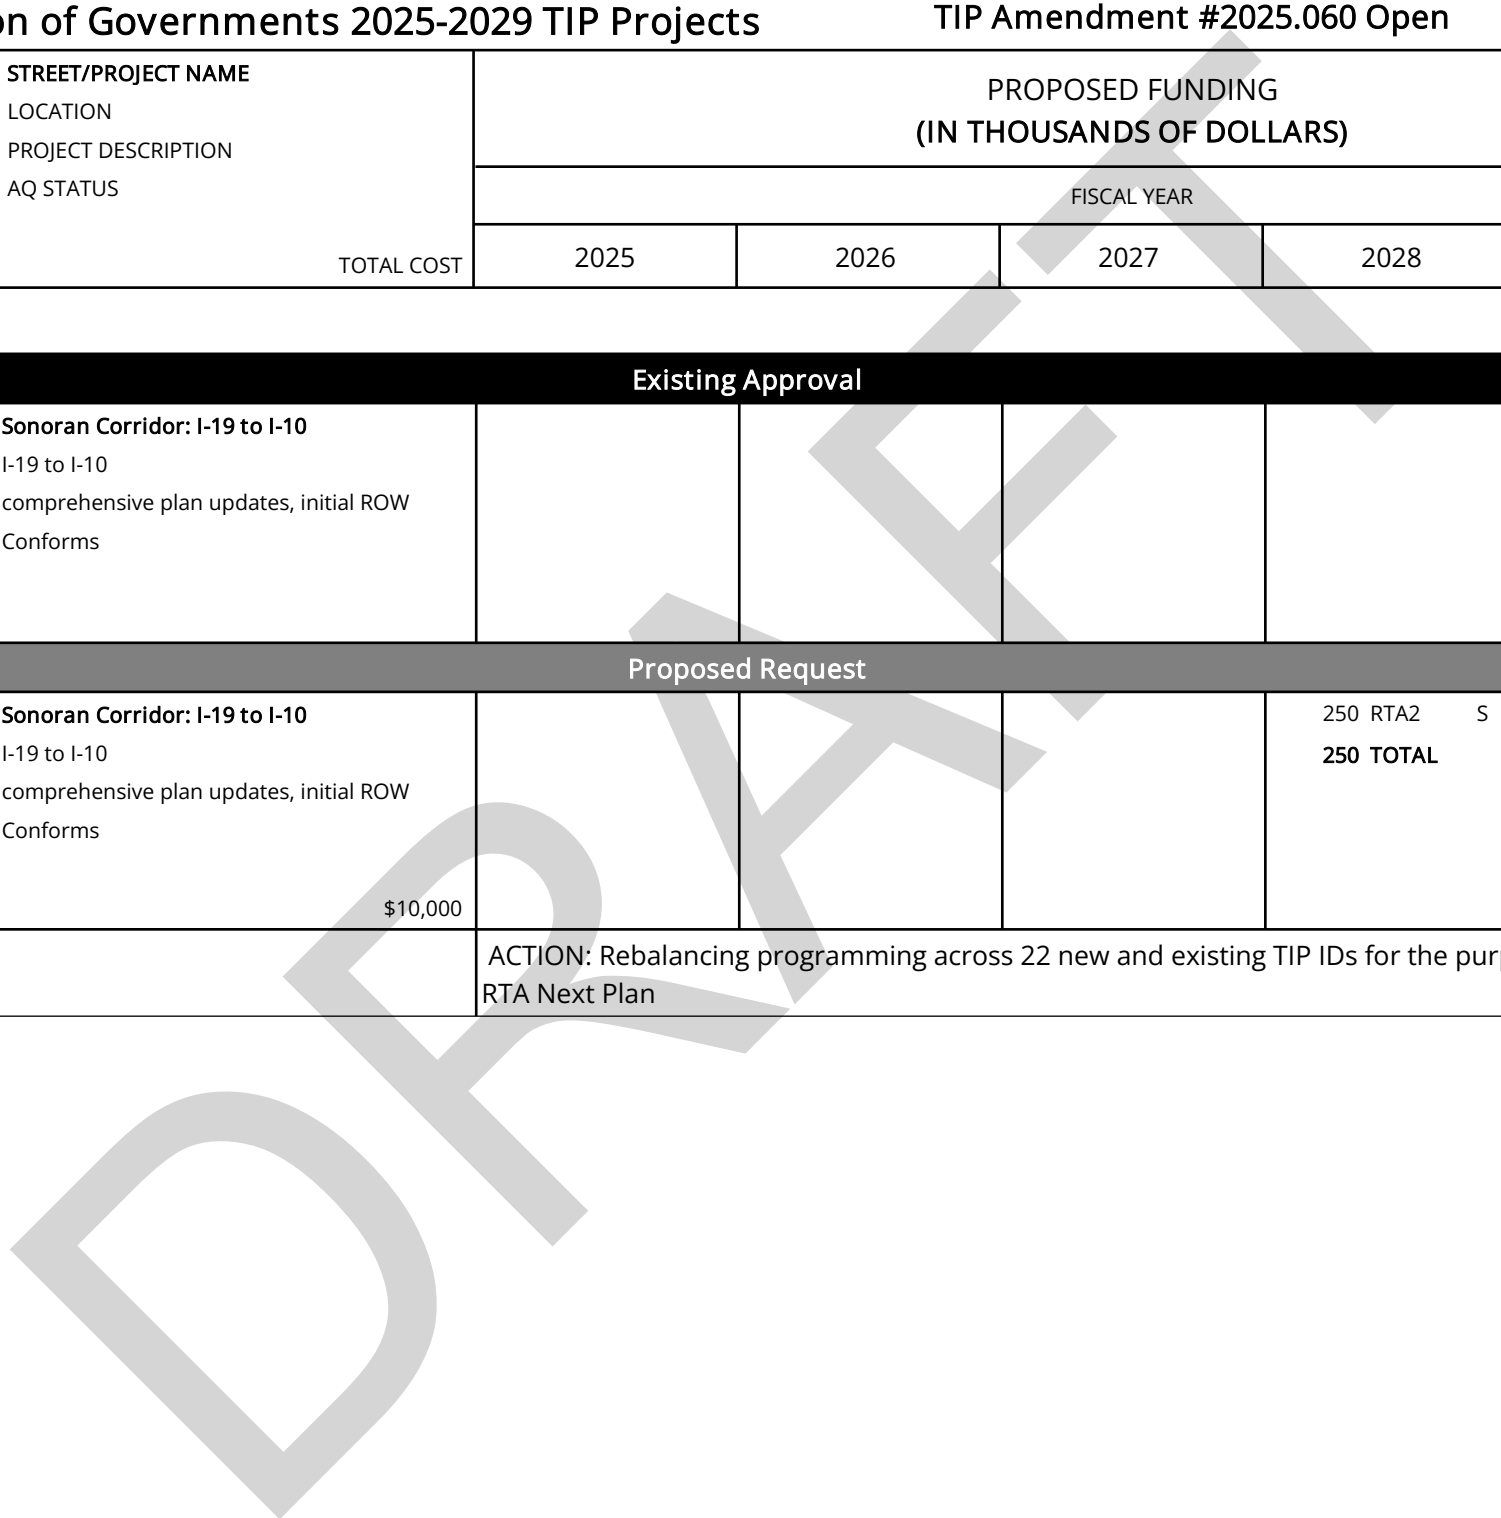 on of Governments 2025-2029 TIP Projects
TIP Amendment #2025.060 Open
STREET/PROJECT NAME
LOCATION
PROJECT DESCRIPTION
AQ STATUS
TOTAL COST
PROPOSED FUNDING
(IN THOUSANDS OF DOLLARS)
FISCAL YEAR
2025 2026 2027 2028
Existing Approval
Sonoran Corridor: I-19 to I-10
I-19 to I-10
comprehensive plan updates, initial ROW
Conforms
Proposed Request
Sonoran Corridor: I-19 to I-10
I-19 to I-10
comprehensive plan updates, initial ROW
Conforms
$10,000
250 RTA2 S
250 TOTAL
ACTION: Rebalancing programming across 22 new and existing TIP IDs for the pur
RTA Next Plan
DRAFT